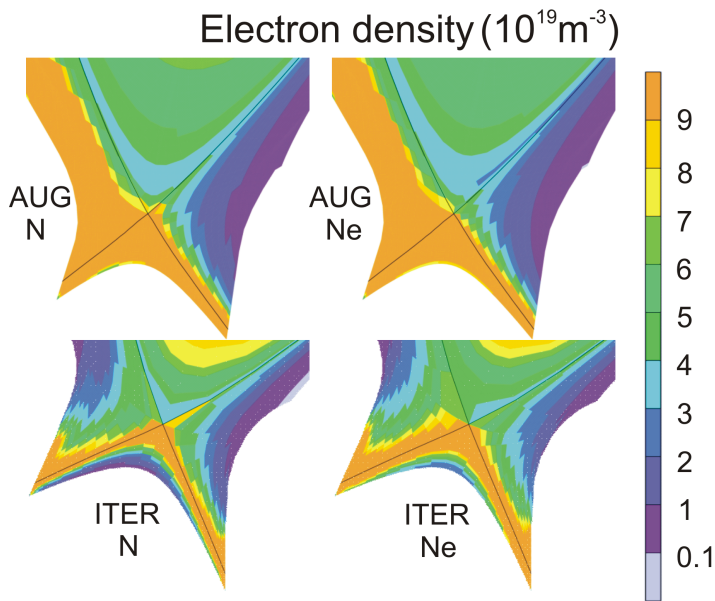 Electron density (10¹⁹m⁻³)
AUG
N
AUG
Ne
ITER
N
ITER
Ne
9
8
7
6
5
4
3
2
1
0.1